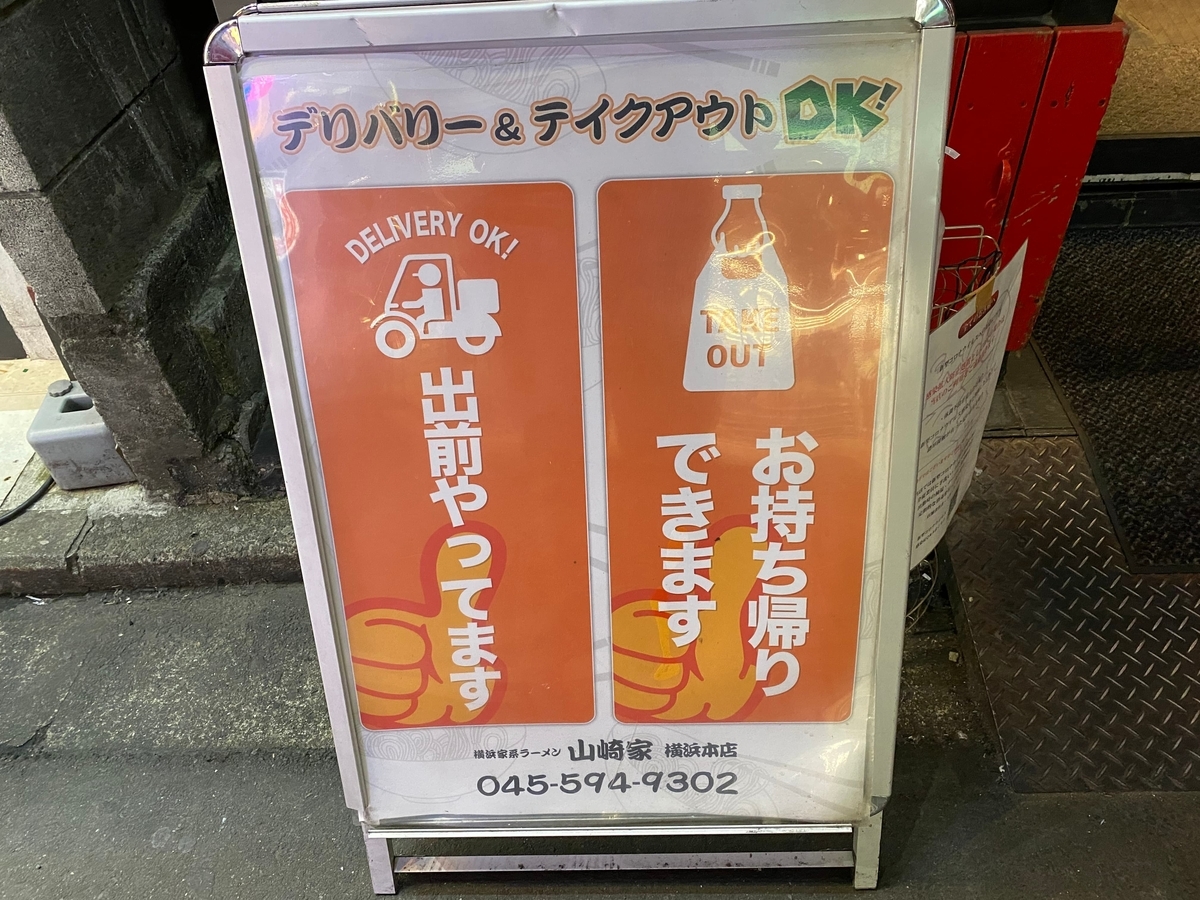 デリバリー&テイクアウトOK!
DELIVERY OK!
出前やってます
TAKE
OUT
お持ち帰り
できます
横浜家系ラーメン 山崎家 横浜本店
045-594-9302